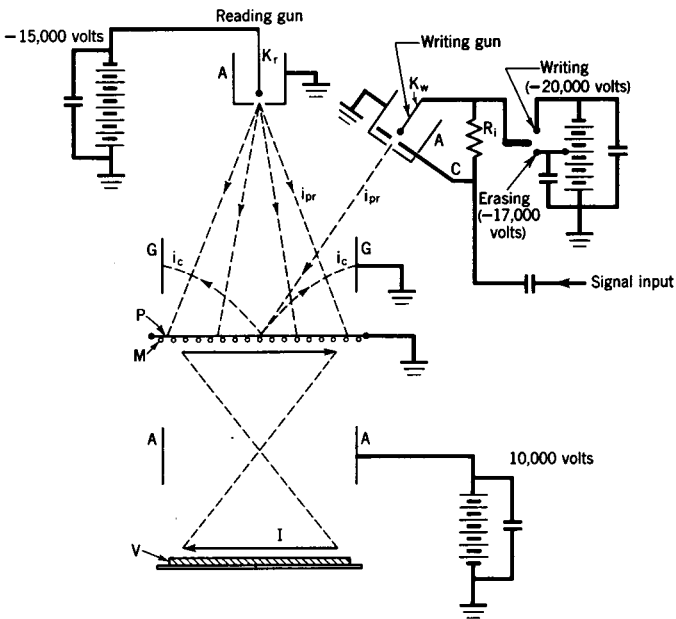 Reading gun
−15,000 volts
A
Kr
Writing gun
Kw
Writing
(−20,000 volts)
Ri
A
C
Erasing
(−17,000
volts)
ipr
ipr
G
ic
ic
G
Signal input
P
M
A
A
10,000 volts
I
V